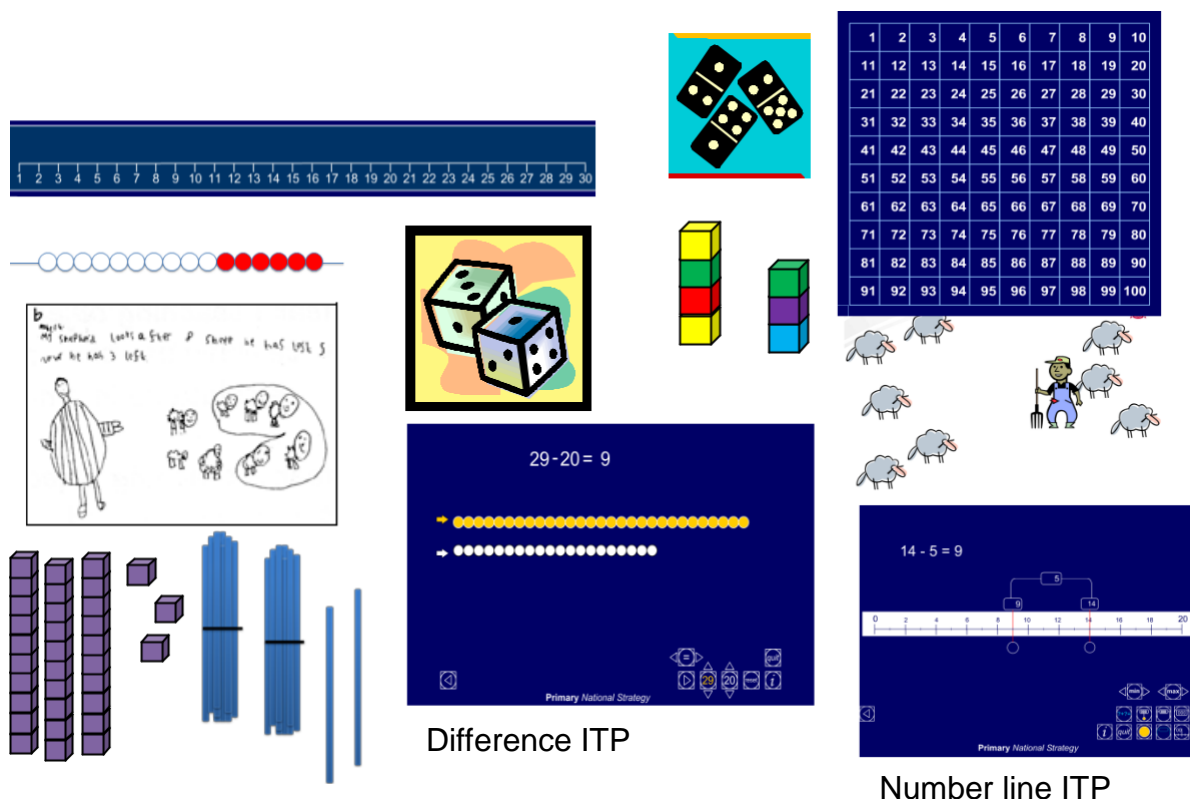 1 2 3 4 5 6 7 8 9 10
11 12 13 14 15 16 17 18 19 20
21 22 23 24 25 26 27 28 29 30
31 32 33 34 35 36 37 38 39 40
41 42 43 44 45 46 47 48 49 50
51 52 53 54 55 56 57 58 59 60
61 62 63 64 65 66 67 68 69 70
71 72 73 74 75 76 77 78 79 80
81 82 83 84 85 86 87 88 89 90
91 92 93 94 95 96 97 98 99 100
1 2 3 4 5 6 7 8 9 10 11 12 13 14 15 16 17 18 19 20 21 22 23 24 25 26 27 28 29 30
b
looks after 8 he has lost 5
now he has 3 left
29 - 20 = 9
=
quit
29 20 i
Primary National Strategy
Difference ITP
14 - 5 = 9
5
9 14
0 2 4 6 8 10 12 14 16 18 20
min max
i quit
Primary National Strategy
Number line ITP